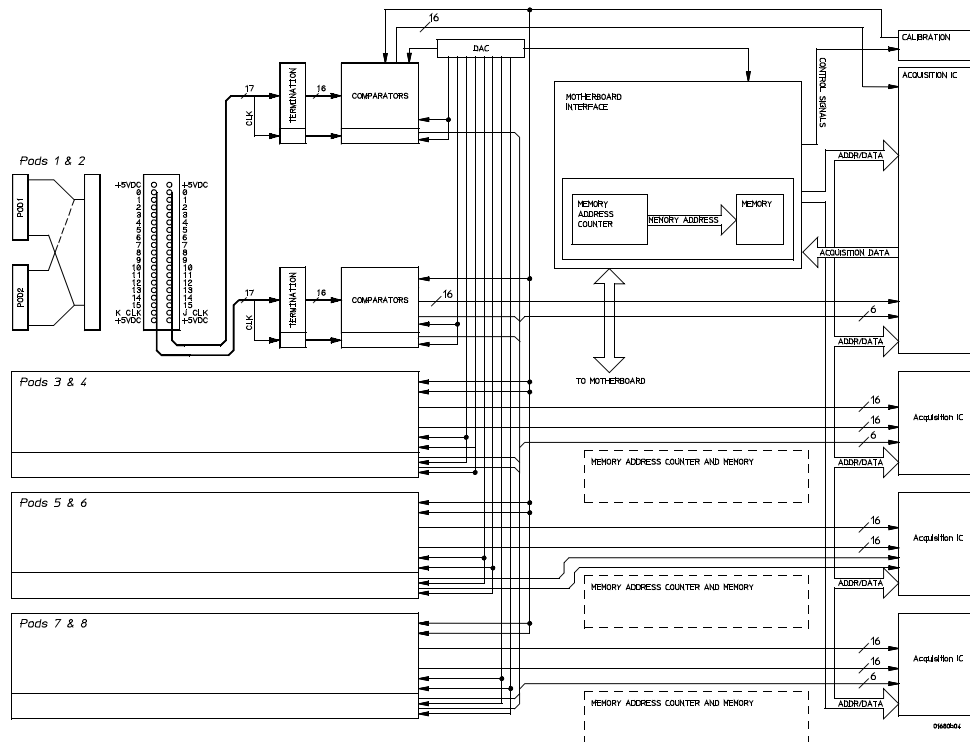 16
DAC
CALIBRATION
ACQUISITION IC
CONTROL SIGNALS
MOTHERBOARD
INTERFACE
17
CLK
TERMINATION
16
COMPARATORS
ADDR/DATA
Pods 1 & 2
POD1
POD2
+5VDC +5VDC
0 0
1 1
2 2
3 3
4 4
5 5
6 6
7 7
8 8
9 9
10 10
11 11
12 12
13 13
14 14
15 15
K CLK J CLK
+5VDC +5VDC
MEMORY
ADDRESS
COUNTER
MEMORY ADDRESS
MEMORY
ACQUISITION DATA
17
CLK
TERMINATION
16
COMPARATORS
16
6
ADDR/DATA
TO MOTHERBOARD
Pods 3 & 4
16
16
6
Acquisition IC
MEMORY ADDRESS COUNTER AND MEMORY
ADDR/DATA
Pods 5 & 6
16
16
Acquisition IC
MEMORY ADDRESS COUNTER AND MEMORY
ADDR/DATA
Pods 7 & 8
16
16
6
Acquisition IC
MEMORY ADDRESS COUNTER AND MEMORY
ADDR/DATA
01680b04